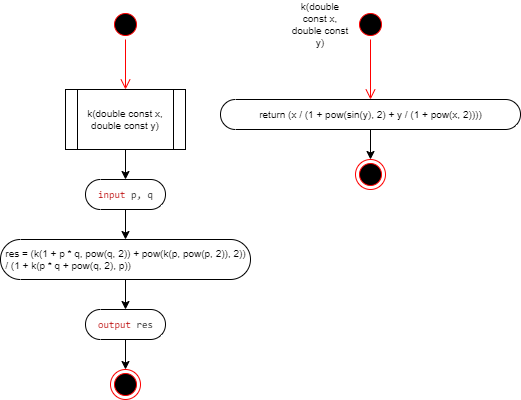 k(double const x,
double const y)
input p, q
res = (k(1 + p * q, pow(q, 2)) + pow(k(p, pow(p, 2)), 2))
/ (1 + k(p * q + pow(q, 2), p))
output res
k(double
const x,
double const
y)
return (x / (1 + pow(sin(y), 2) + y / (1 + pow(x, 2))))